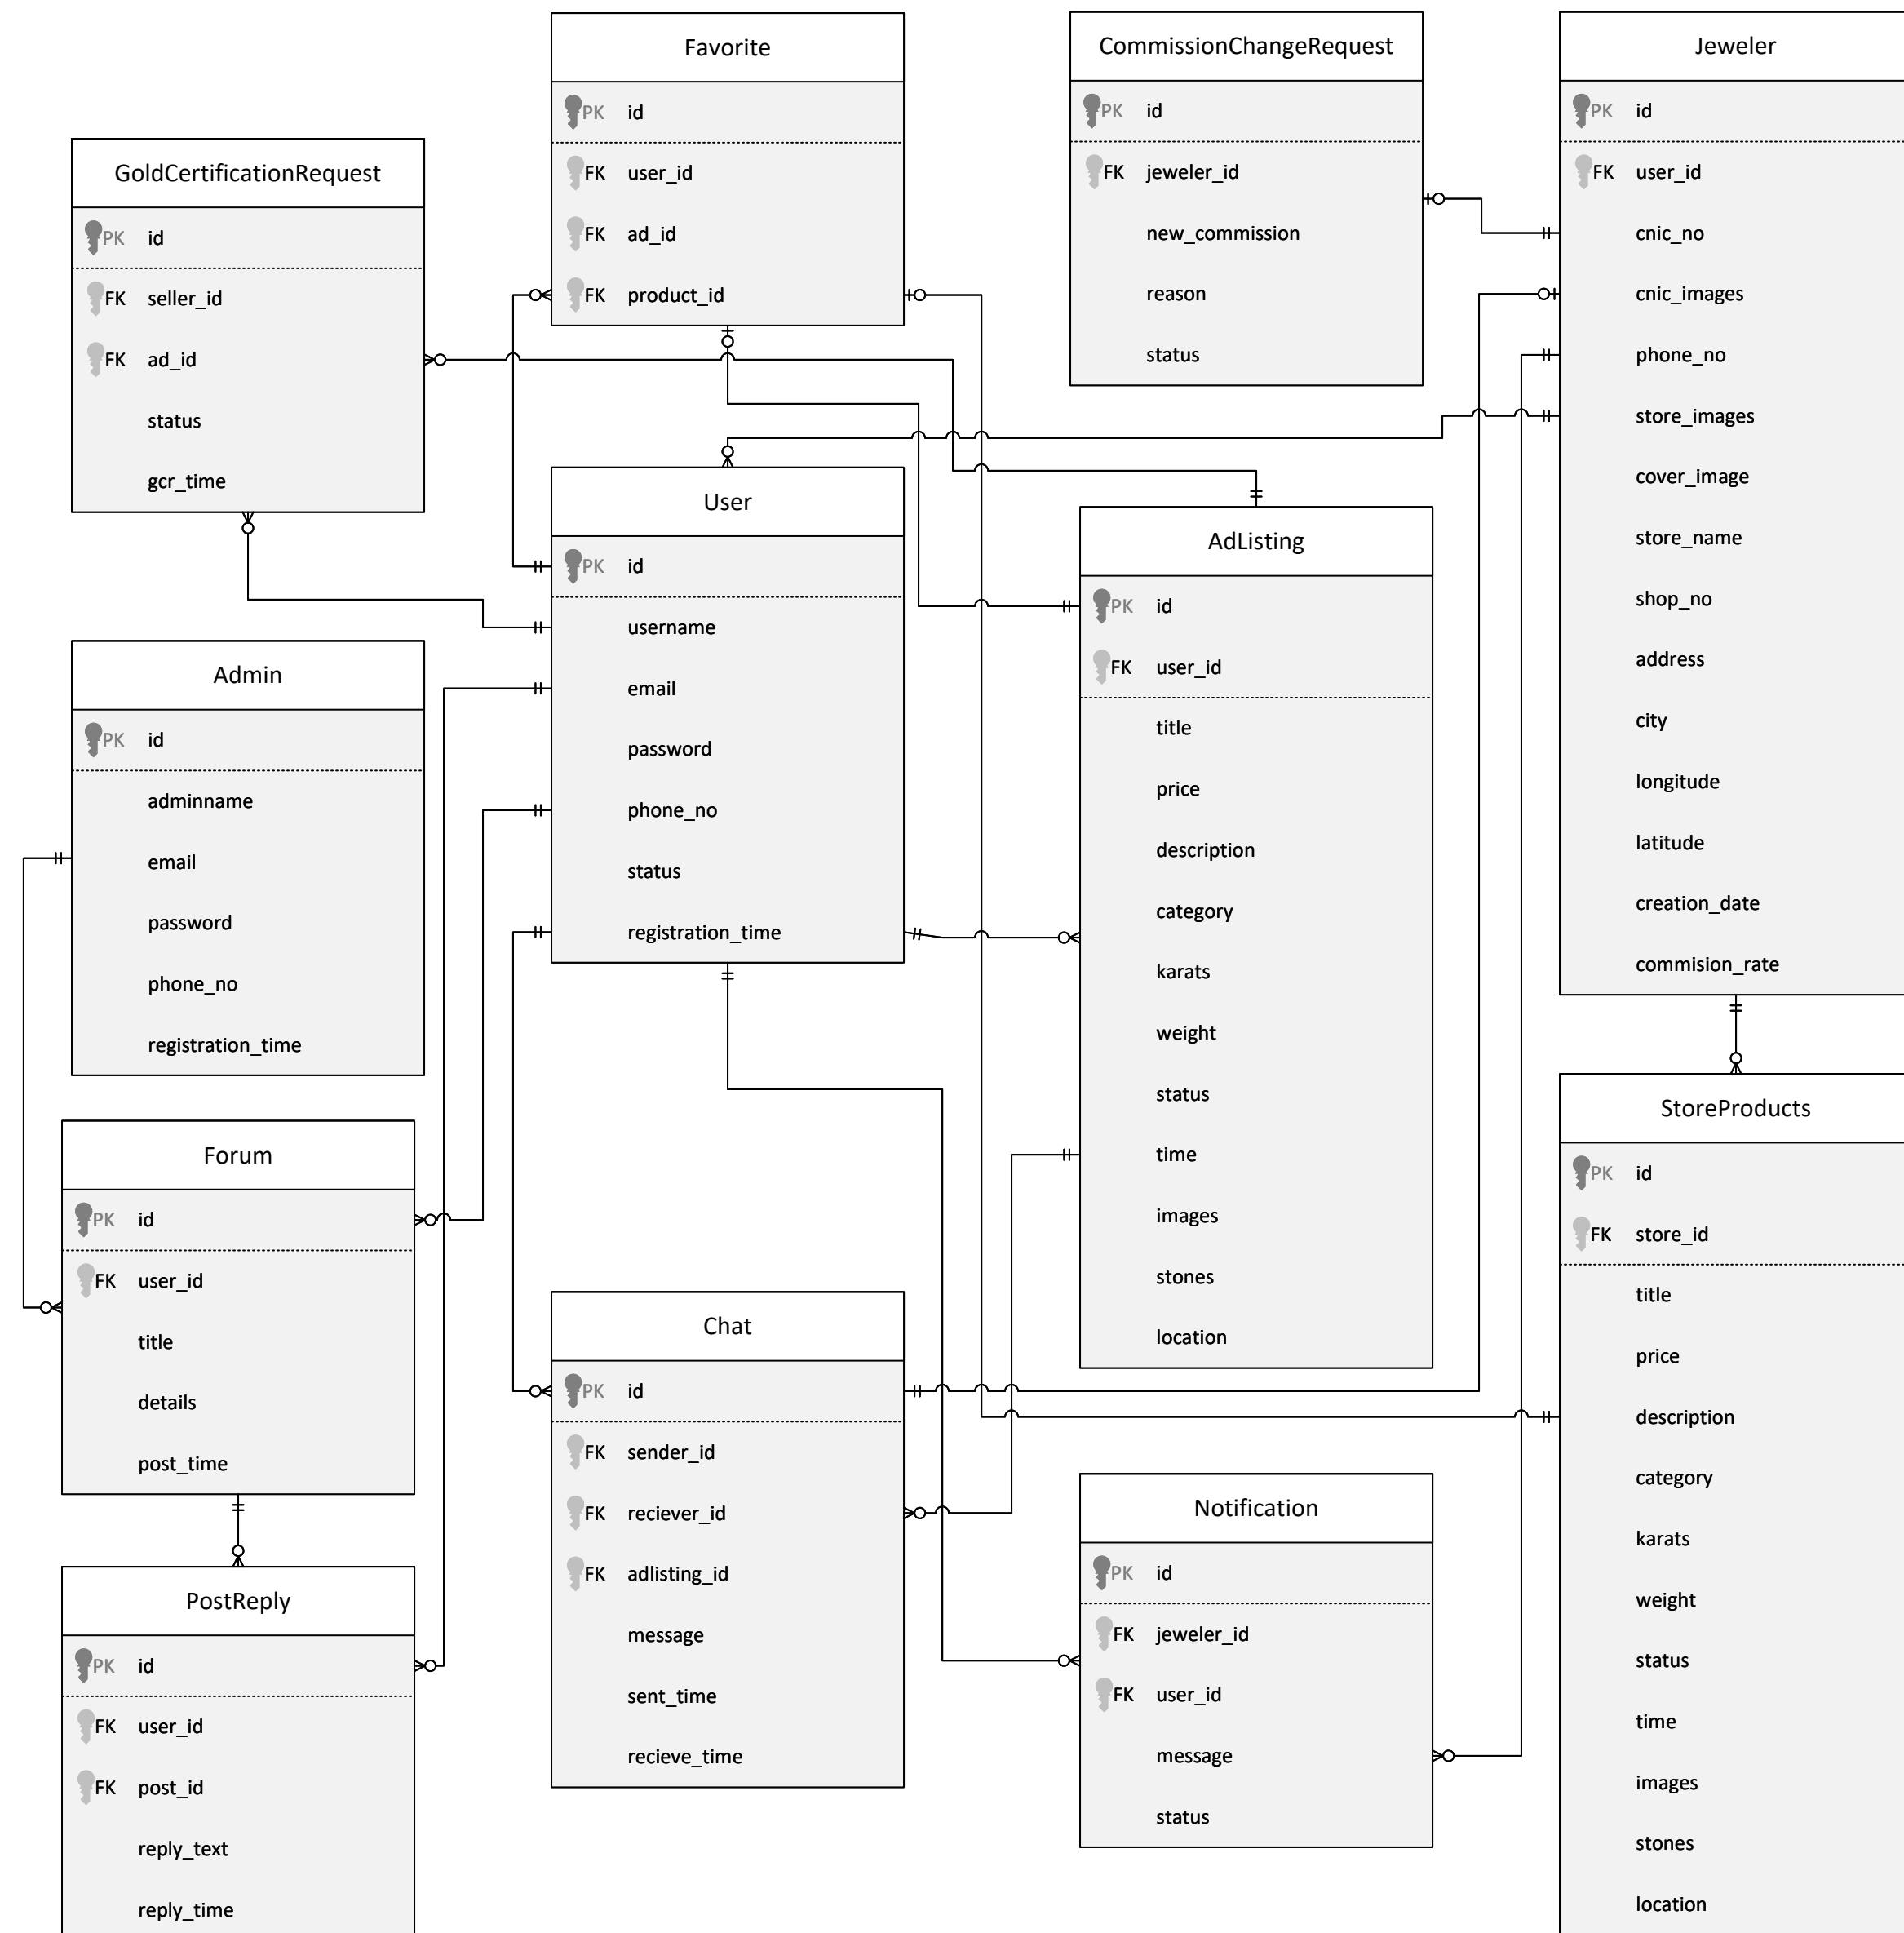 Favorite
PK id
FK user_id
FK ad_id
FK product_id
CommissionChangeRequest
PK id
FK jeweler_id
new_commission
reason
status
Jeweler
PK id
FK user_id
cnic_no
cnic_images
phone_no
store_images
cover_image
store_name
shop_no
address
city
longitude
latitude
creation_date
commision_rate
GoldCertificationRequest
PK id
FK seller_id
FK ad_id
status
gcr_time
User
PK id
username
email
password
phone_no
status
registration_time
AdListing
PK id
FK user_id
title
price
description
category
karats
weight
status
time
images
stones
location
Admin
PK id
adminname
email
password
phone_no
registration_time
StoreProducts
PK id
FK store_id
title
price
description
category
karats
weight
status
time
images
stones
location
Forum
PK id
FK user_id
title
details
post_time
Chat
PK id
FK sender_id
FK reciever_id
FK adlisting_id
message
sent_time
recieve_time
Notification
PK id
FK jeweler_id
FK user_id
message
status
PostReply
PK id
FK user_id
FK post_id
reply_text
reply_time